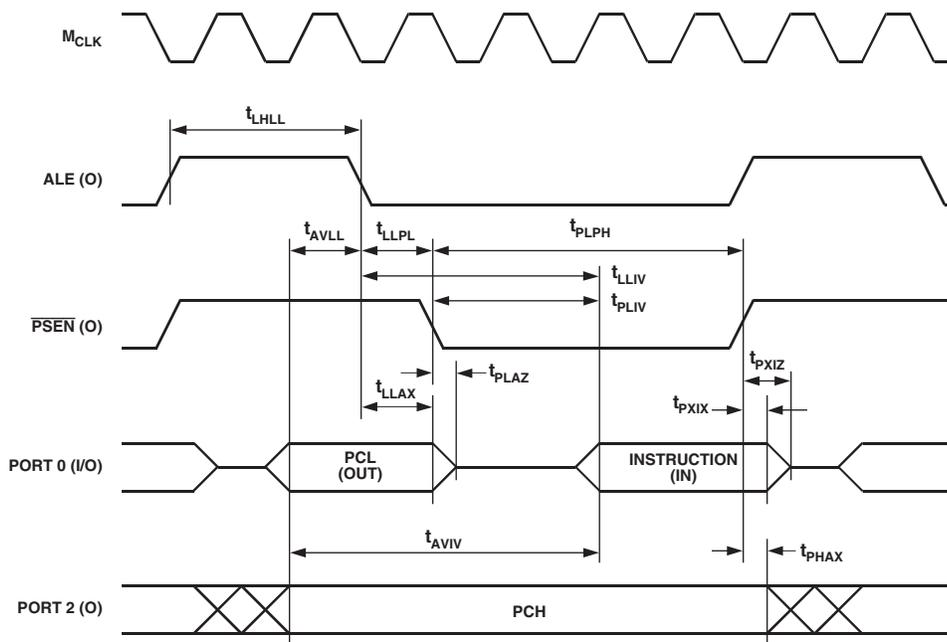 MCLK
tLHLL
ALE (O)
tAVLL
tLLPL
tPLPH
tLLIV
tPLIV
PSEN (O)
tPLAZ
tPXIZ
tLLAX
tPXIX
PORT 0 (I/O)
PCL
(OUT)
INSTRUCTION
(IN)
tAVIV
tPHAX
PORT 2 (O)
PCH